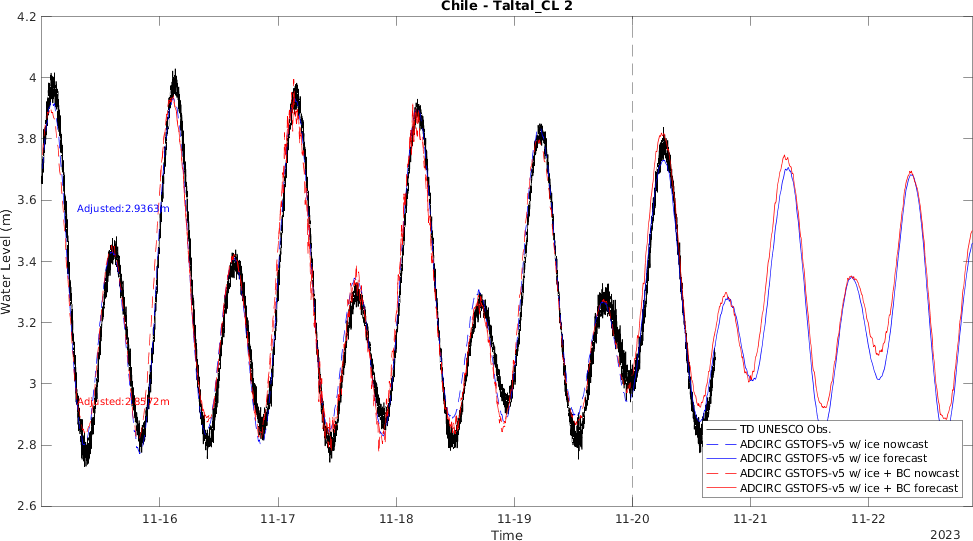 Chile - Taltal_CL 2
4.2
4
3.8
3.6
3.4
3.2
3
2.8
2.6
Water Level (m)
Adjusted:2.9363m
Adjusted:2.8572m
TD UNESCO Obs.
ADCIRC GSTOFS-v5 w/ ice nowcast
ADCIRC GSTOFS-v5 w/ ice forecast
ADCIRC GSTOFS-v5 w/ ice + BC nowcast
ADCIRC GSTOFS-v5 w/ ice + BC forecast
11-16 11-17 11-18 11-19 11-20 11-21 11-22
Time
2023